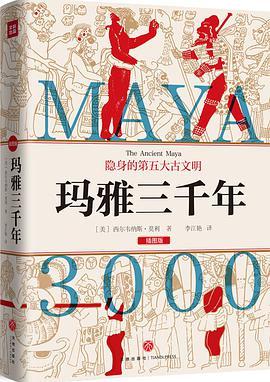 MAYA
The Ancient Maya
隐身的第五大古文明
玛雅三千年
[美] 西尔韦纳斯·莫利 著 李江艳 译
插图版
3000
天地出版社 | TIANDI PRESS
玛雅三千年